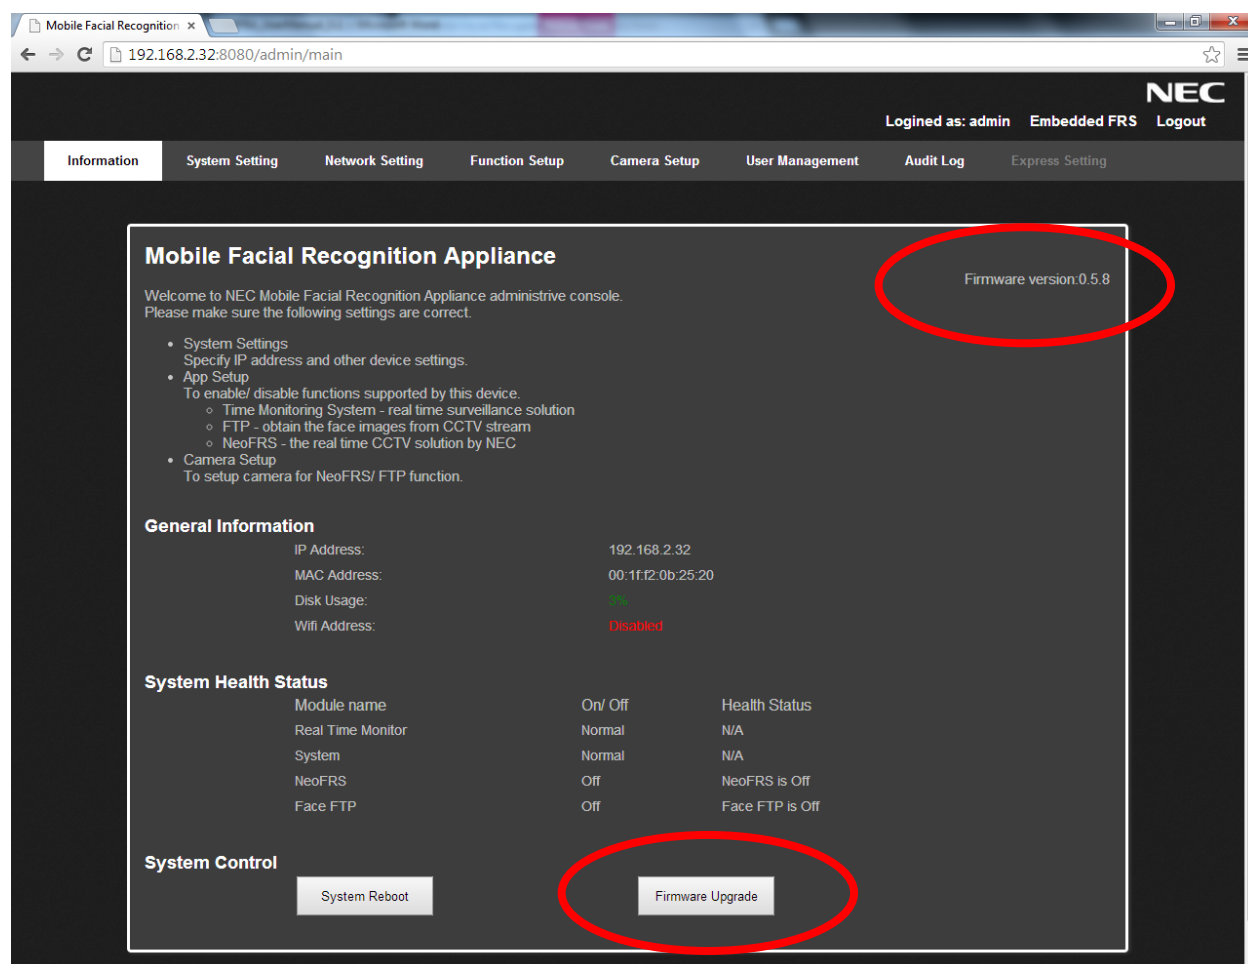 Mobile Facial Recognition
192.168.2.32:8080/admin/main
NEC
Logined as: admin Embedded FRS Logout
Information System Setting Network Setting Function Setup Camera Setup User Management Audit Log Express Setting
Mobile Facial Recognition Appliance
Firmware version:0.5.8
Welcome to NEC Mobile Facial Recognition Appliance administrive console.
Please make sure the following settings are correct.
• System Settings
Specify IP address and other device settings.
• App Setup
To enable/ disable functions supported by this device.
◦ Time Monitoring System - real time surveillance solution
◦ FTP - obtain the face images from CCTV stream
◦ NeoFRS - the real time CCTV solution by NEC
• Camera Setup
To setup camera for NeoFRS/ FTP function.
General Information
IP Address: 192.168.2.32
MAC Address: 00:1f:f2:0b:25:20
Disk Usage: 3%
Wifi Address: Disabled
System Health Status
Module name On/ Off Health Status
Real Time Monitor Normal N/A
System Normal N/A
NeoFRS Off NeoFRS is Off
Face FTP Off Face FTP is Off
System Control
System Reboot Firmware Upgrade